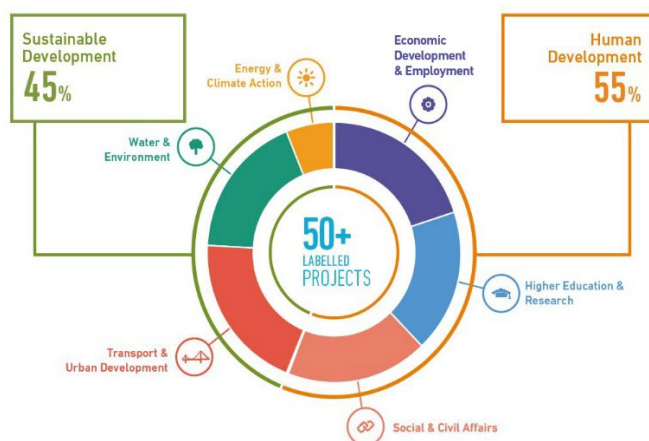 Sustainable
Development
45%
Human
Development
55%
Energy &
Climate Action
Economic
Development
& Employment
Water &
Environment
50+
LABELLED
PROJECTS
Higher Education &
Research
Transport &
Urban Development
Social & Civil Affairs